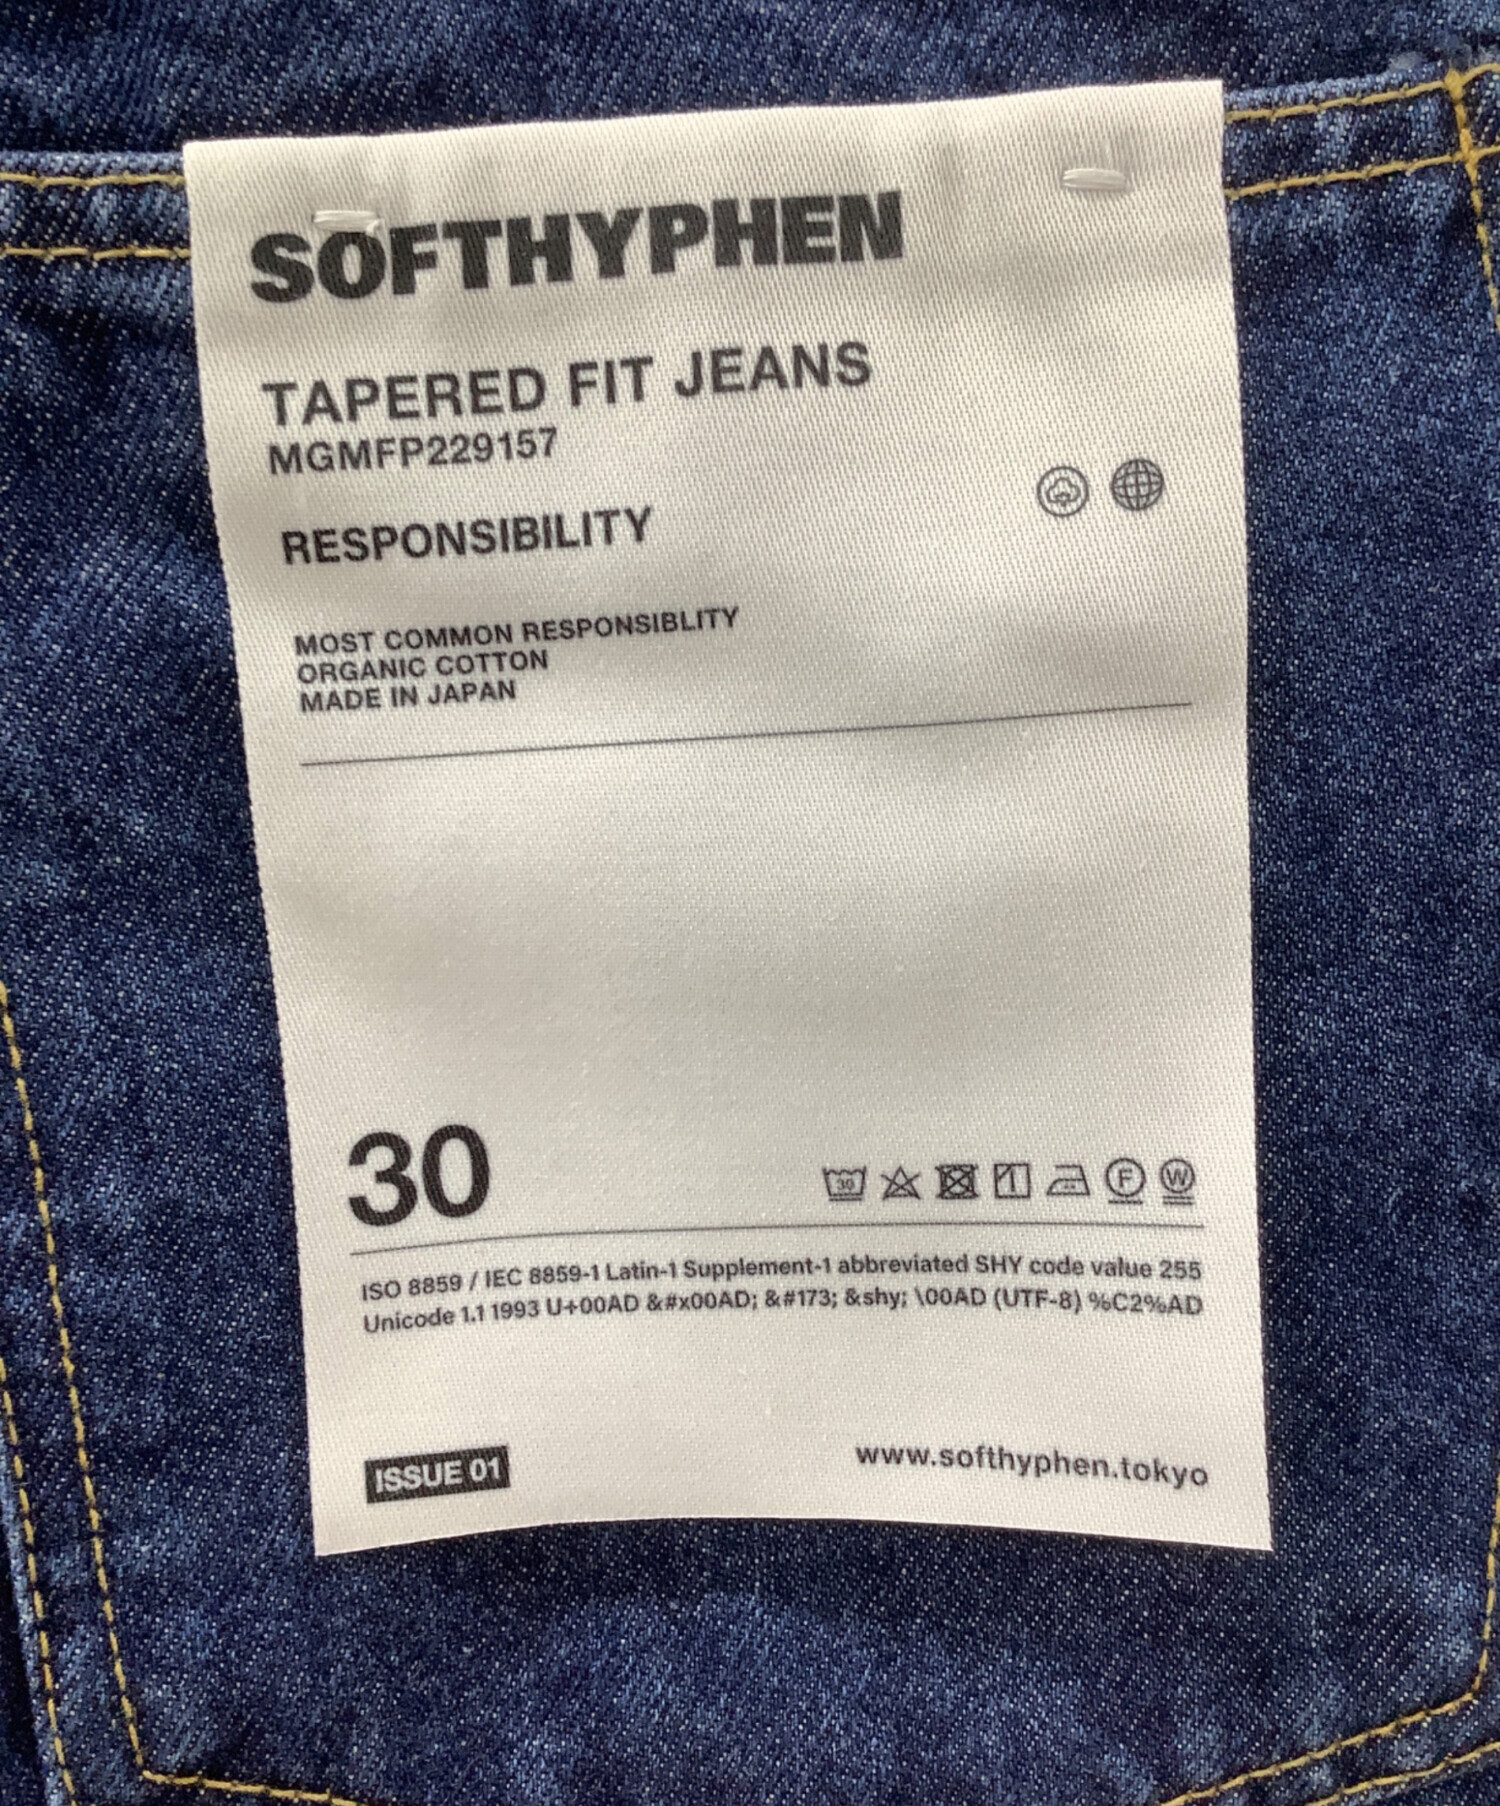 SOFTHYPHEN
TAPERED FIT JEANS
MGMFP229157
RESPONSIBILITY
MOST COMMON RESPONSIBLITY
ORGANIC COTTON
MADE IN JAPAN
30
30 F W
ISO 8859 / IEC 8859-1 Latin-1 Supplement-1 abbreviated SHY code value 255
Unicode 1.1 1993 U+00AD &#x00AD; &#173; &shy; \00AD (UTF-8) %C2%AD
ISSUE 01
www.softhyphen.tokyo